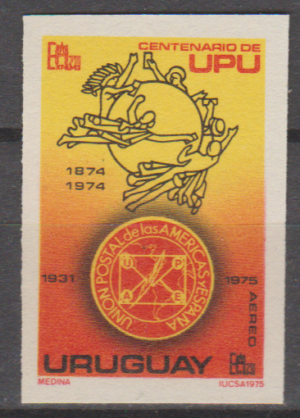 CENTENARIO DE
UPU
1874
1974
UNION POSTAL de las AMERICAS Y ESPAÑA
U P
A E
1931
1975
AEREO
URUGUAY
MEDINA
IUCSA1975